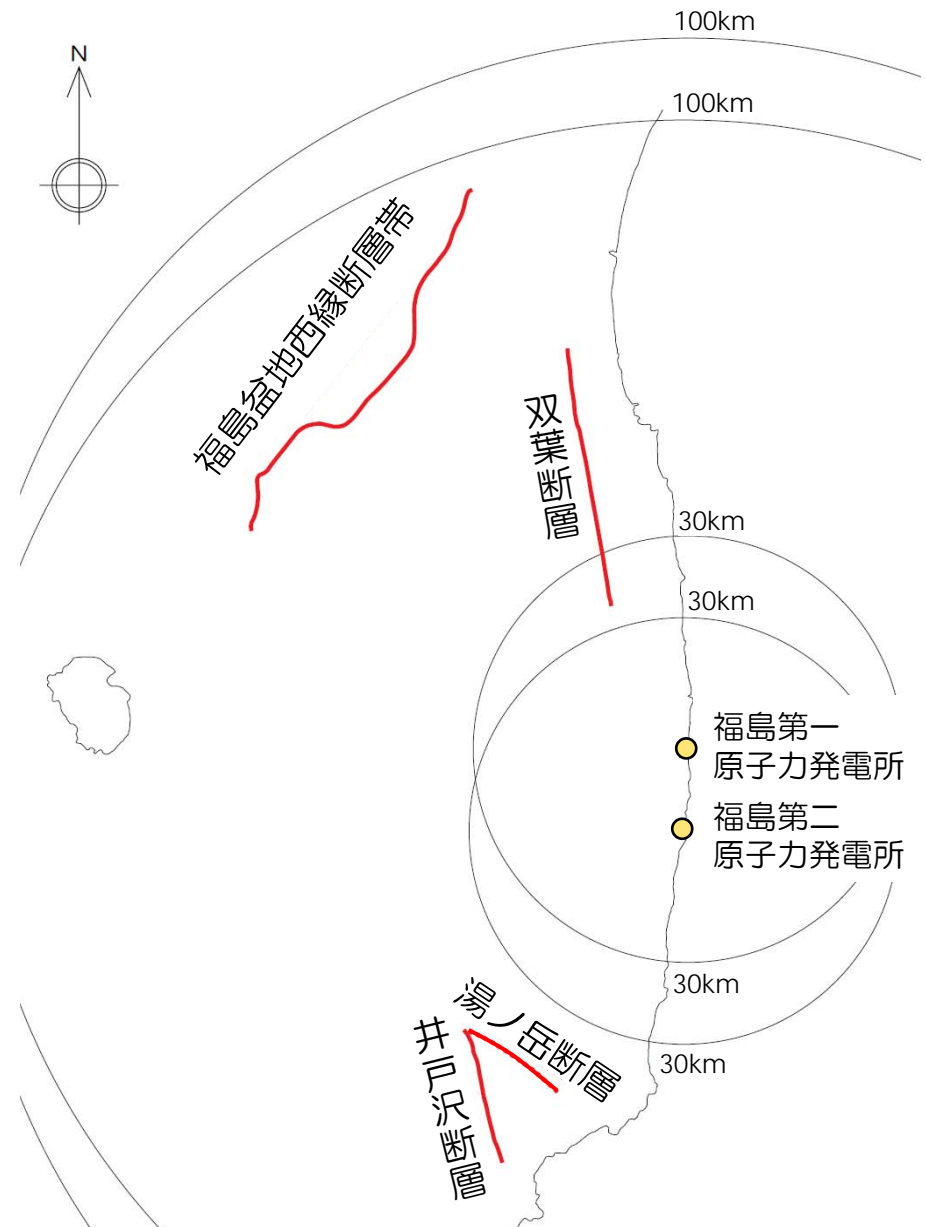 100km
N
100km
福島盆地西縁断層帯
双葉断層
30km
30km
福島第一
原子力発電所
福島第二
原子力発電所
30km
湯ノ岳断層
井戸沢断層
30km